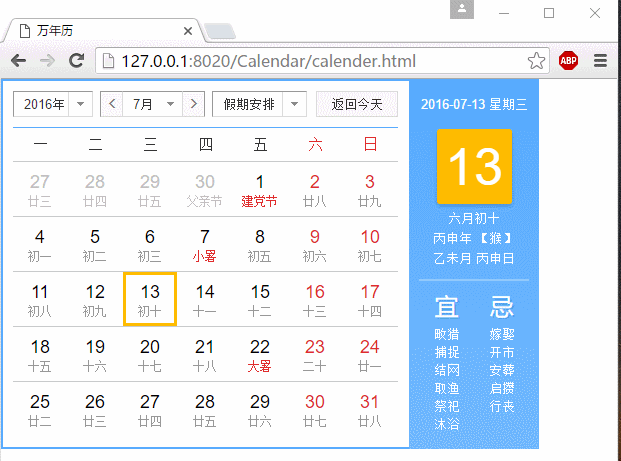 万年历
127.0.0.1:8020/Calendar/calender.html
ABP
2016年 7月 假期安排 返回今天
一 二 三 四 五 六 日
27 28 29 30 1 2 3
廿三 廿四 廿五 父亲节 建党节 廿八 廿九
4 5 6 7 8 9 10
初一 初二 初三 小署 初五 初六 初七
11 12 13 14 15 16 17
初八 初九 初十 十一 十二 十三 十四
18 19 20 21 22 23 24
十五 十六 十七 十八 大署 二十 廿一
25 26 27 28 29 30 31
廿二 廿三 廿四 廿五 廿六 廿七 廿八
2016-07-13 星期三
13
六月初十
丙申年 【猴】
乙未月 丙申日
宜 忌
畋猎 嫁娶
捕捉 开市
结网 安葬
取渔 启攒
祭祀 行丧
沐浴